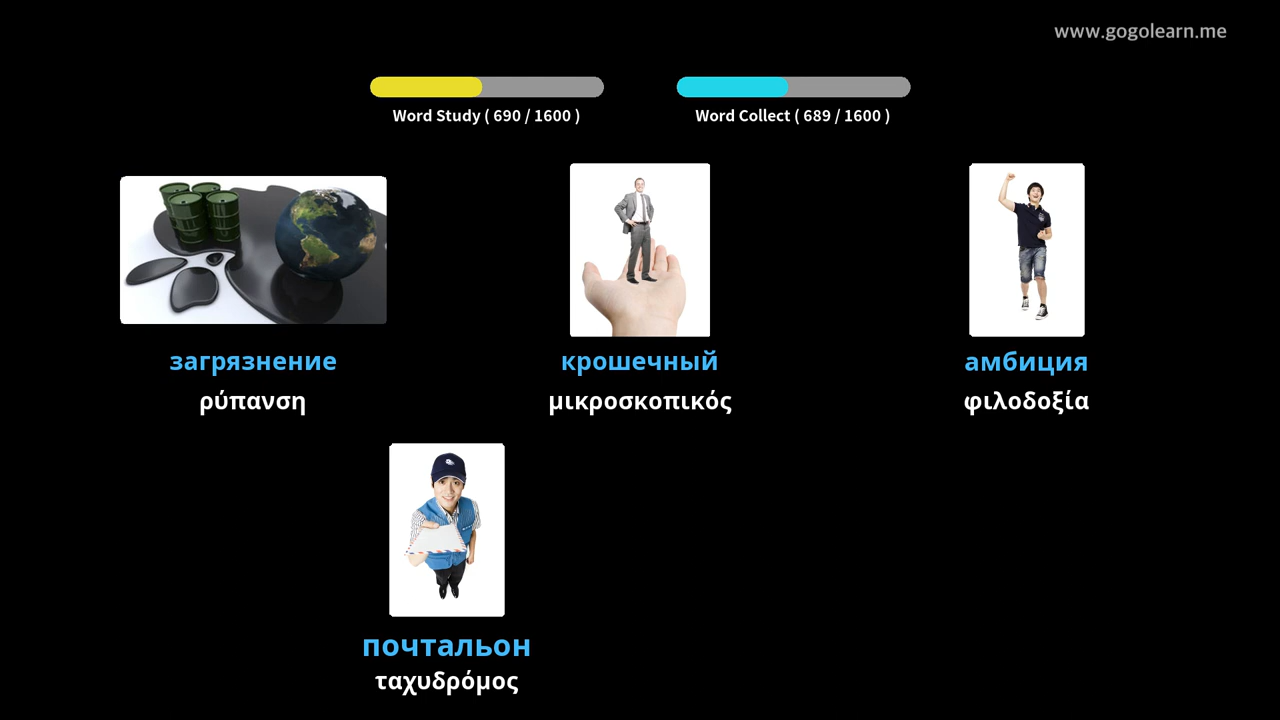 www.gogolearn.me
Word Study ( 690 / 1600 )
Word Collect ( 689 / 1600 )
загрязнение
ρύπανση
крошечный
μικροσκοπικός
амбиция
φιλοδοξία
почтальон
ταχυδρόμος